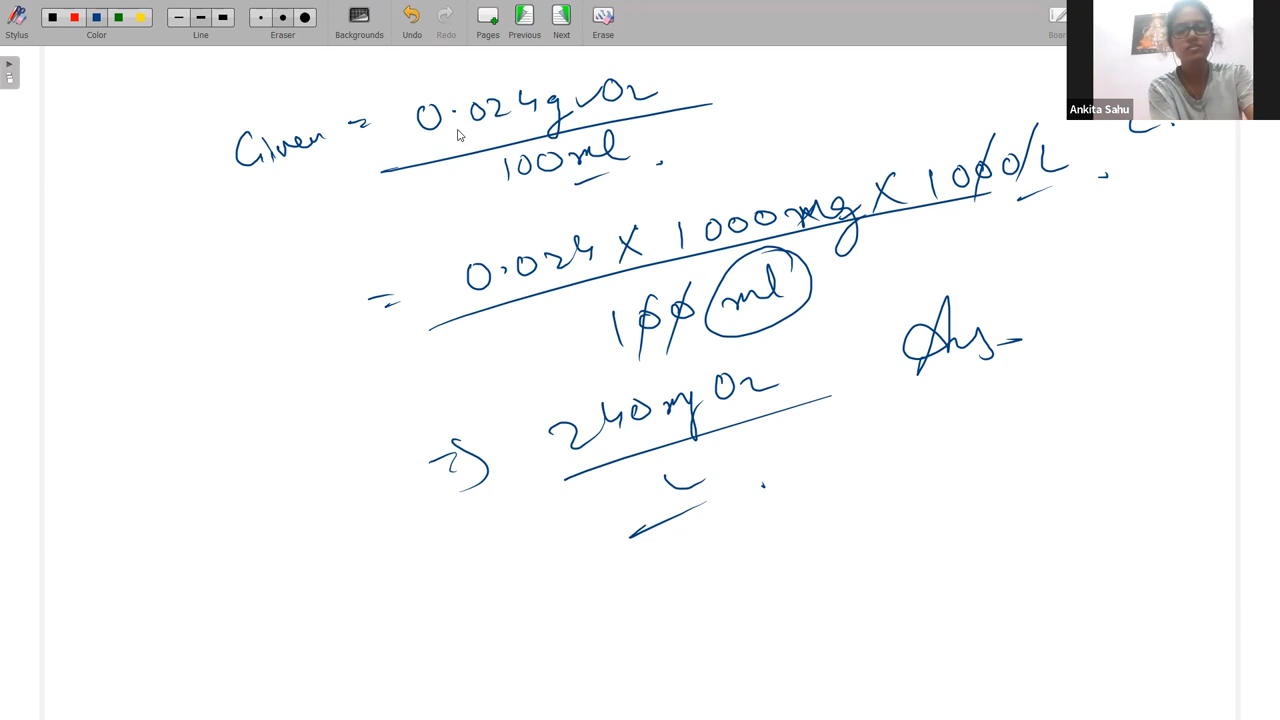 Stylus Color Line Eraser Backgrounds Undo Redo Pages Previous Next Erase
Ankita Sahu
Given = 0.024g O2
100ml
= 0.024 X 1000mg X 1000/L
100 ml
Ans-
⇒ 240mg O2
L